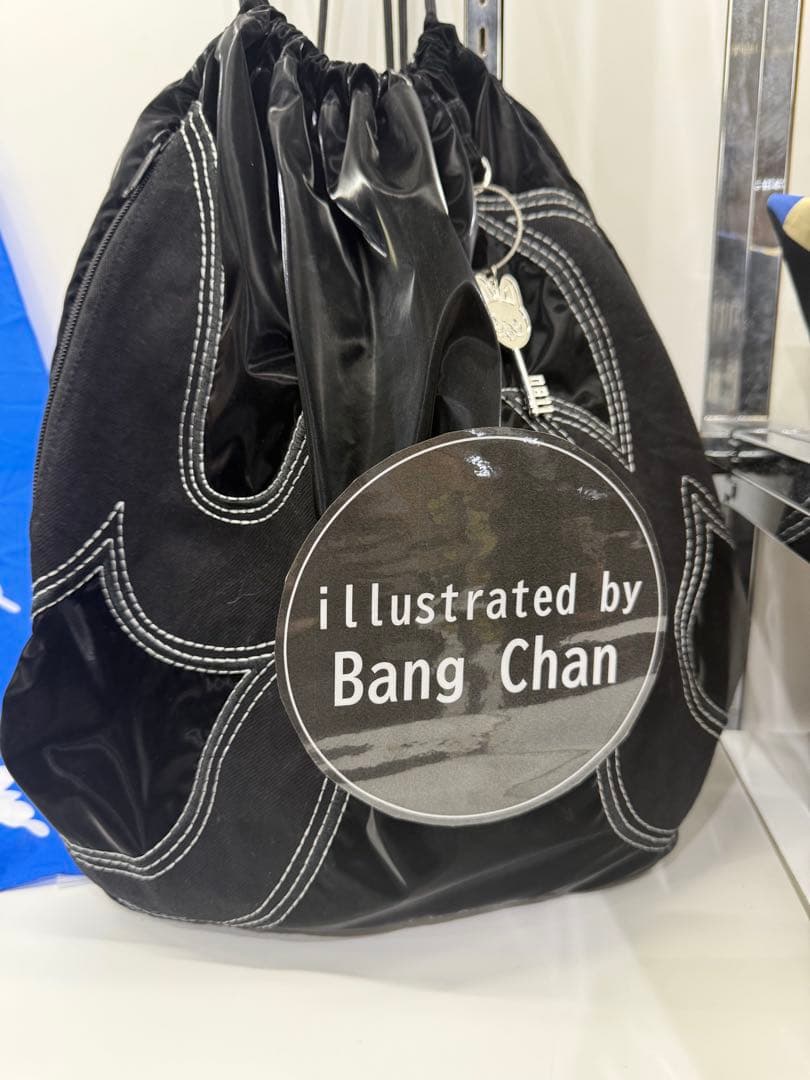 illustrated by
Bang Chan